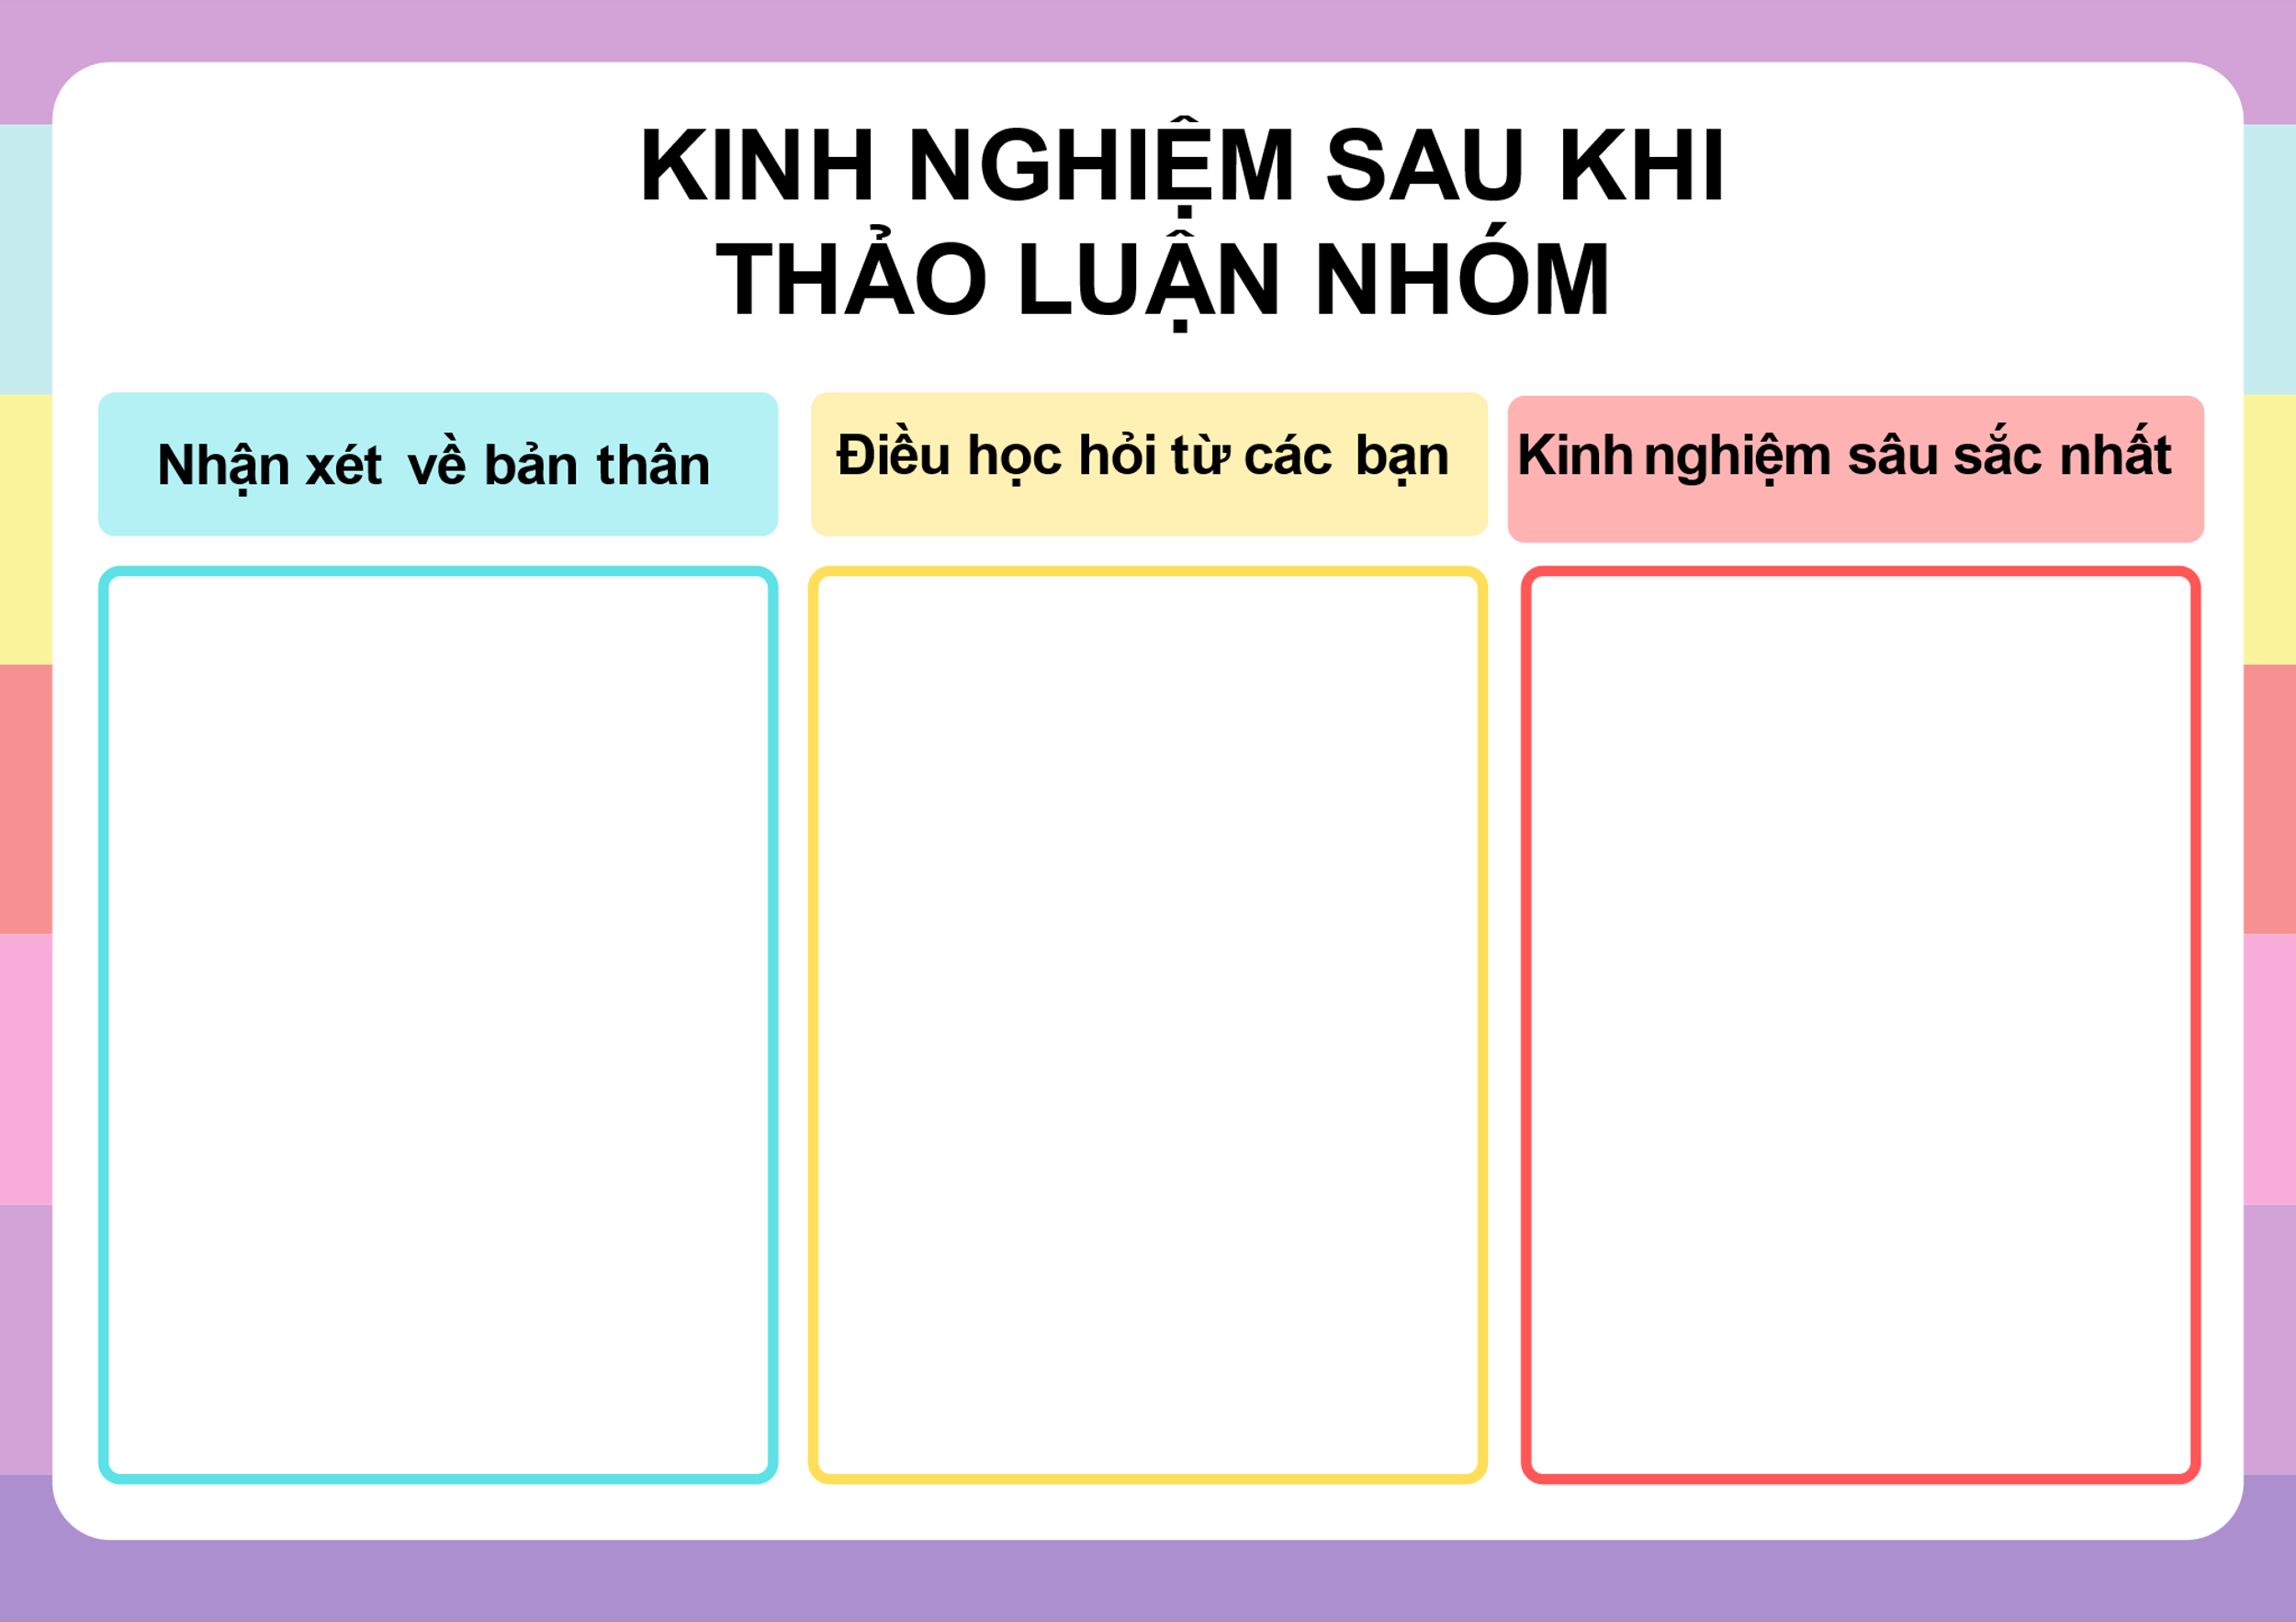 KINH NGHIỆM SAU KHI
THẢO LUẬN NHÓM
Nhận xét về bản thân
Điều học hỏi từ các bạn
Kinh nghiệm sâu sắc nhất